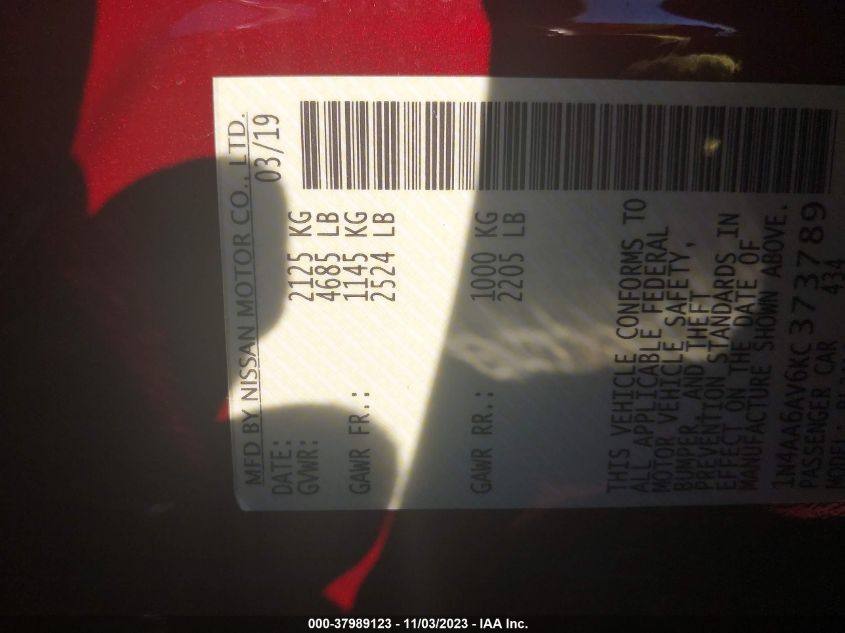 MFD BY NISSAN MOTOR CO., LTD.
DATE: 03/19
GVWR: 2125 KG
4685 LB
GAWR FR.: 1145 KG
2524 LB
GAWR RR.: 1000 KG
2205 LB
THIS VEHICLE CONFORMS TO
ALL APPLICABLE FEDERAL
MOTOR VEHICLE SAFETY,
BUMPER, AND THEFT
PREVENTION STANDARDS IN
EFFECT ON THE DATE OF
MANUFACTURE SHOWN ABOVE.
1N4AA6AV6KC373789
PASSENGER CAR 434
MODEL:
000-37989123 - 11/03/2023 - IAA Inc.